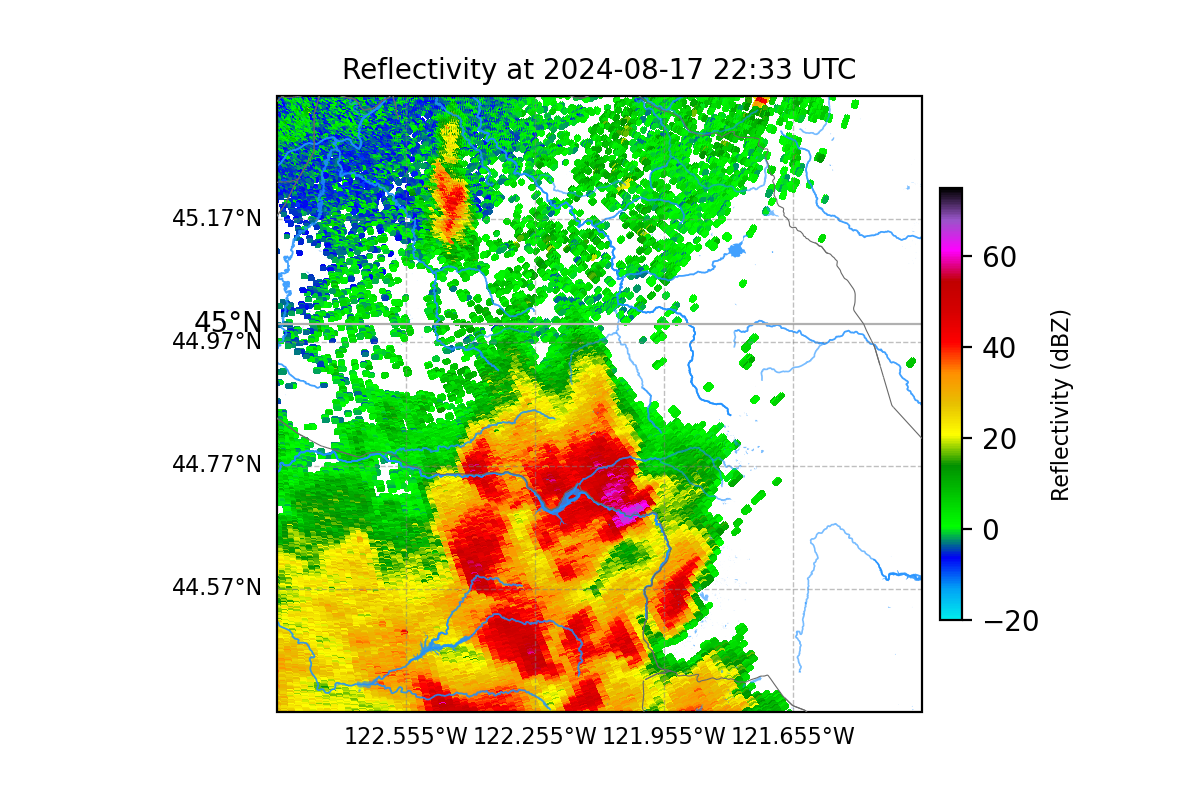 Reflectivity at 2024-08-17 22:33 UTC
45.17°N
45°N
44.97°N
44.77°N
44.57°N
122.555°W 122.255°W 121.955°W 121.655°W
60
40
20
0
−20
Reflectivity (dBZ)